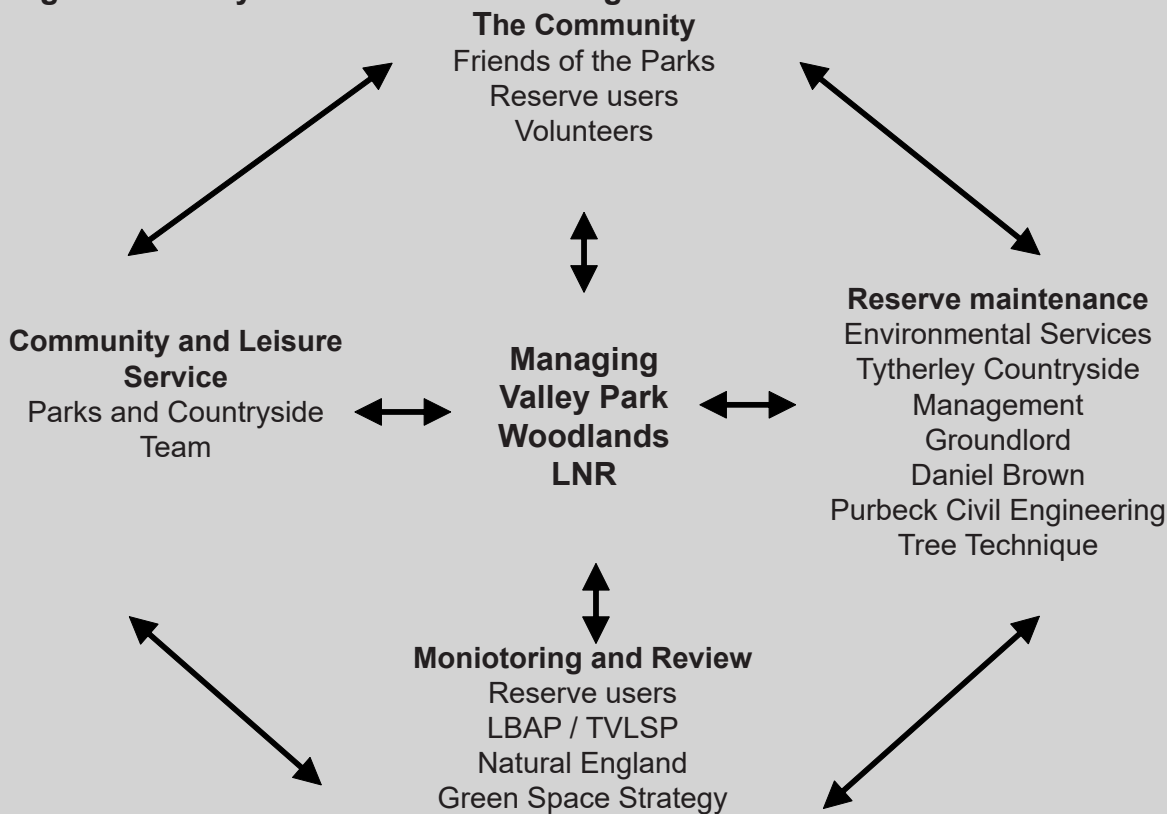 The Community
Friends of the Parks
Reserve users
Volunteers
Community and Leisure
Service
Parks and Countryside
Team
Managing
Valley Park
Woodlands
LNR
Reserve maintenance
Environmental Services
Tytherley Countryside
Management
Groundlord
Daniel Brown
Purbeck Civil Engineering
Tree Technique
Moniotoring and Review
Reserve users
LBAP / TVLSP
Natural England
Green Space Strategy